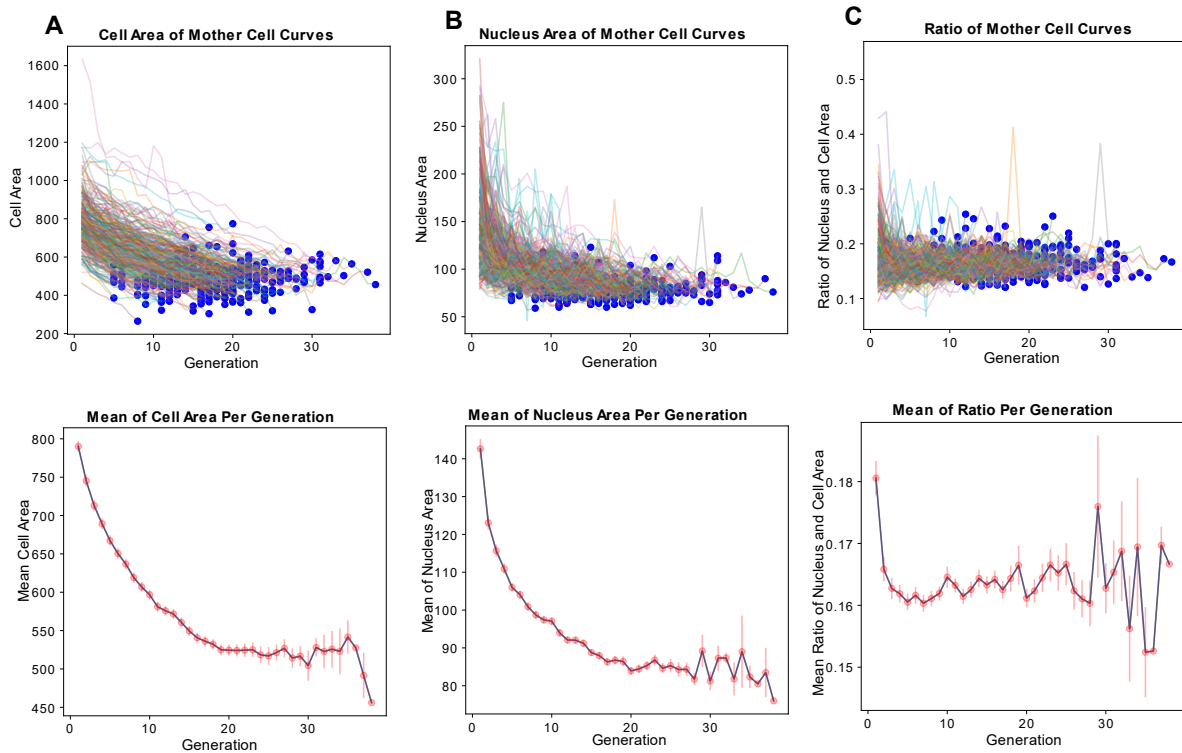 A
Cell Area of Mother Cell Curves
1600
1400
1200
1000
800
600
400
200
0
10
20
30
Cell Area
Generation
B
Nucleus Area of Mother Cell Curves
300
250
200
150
100
50
0
10
20
30
Nucleus Area
Generation
C
Ratio of Mother Cell Curves
0.5
0.4
0.3
0.2
0.1
0
10
20
30
Ratio of Nucleus and Cell Area
Generation
Mean of Cell Area Per Generation
800
750
700
650
600
550
500
450
0
10
20
30
Mean Cell Area
Generation
Mean of Nucleus Area Per Generation
140
130
120
110
100
90
80
0
10
20
30
Mean of Nucleus Area
Generation
Mean of Ratio Per Generation
0.18
0.17
0.16
0.15
0
10
20
30
Mean Ratio of Nucleus and Cell Area
Generation